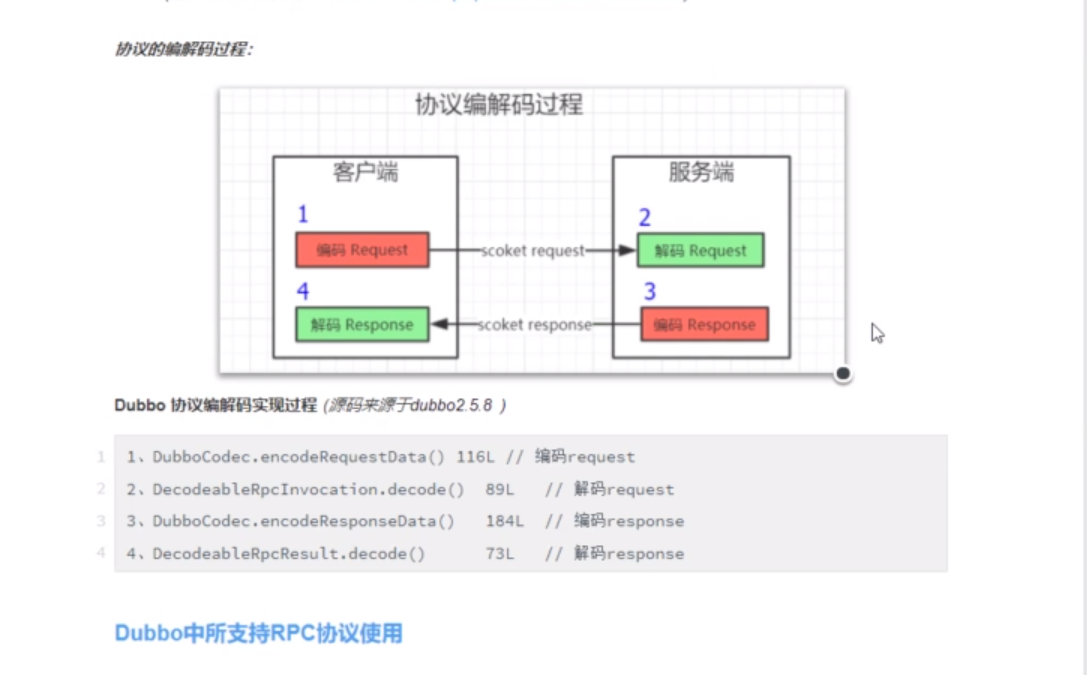 协议的编解码过程：
协议编解码过程
客户端
服务端
1
2
编码 Request
scoket request
解码 Request
4
3
解码 Response
scoket response
编码 Response
Dubbo 协议编解码实现过程 (源码来源于dubbo2.5.8 )
1 1、DubboCodec.encodeRequestData() 116L // 编码request
2 2、DecodeableRpcInvocation.decode() 89L // 解码request
3 3、DubboCodec.encodeResponseData() 184L // 编码response
4 4、DecodeableRpcResult.decode() 73L // 解码response
Dubbo中所支持RPC协议使用